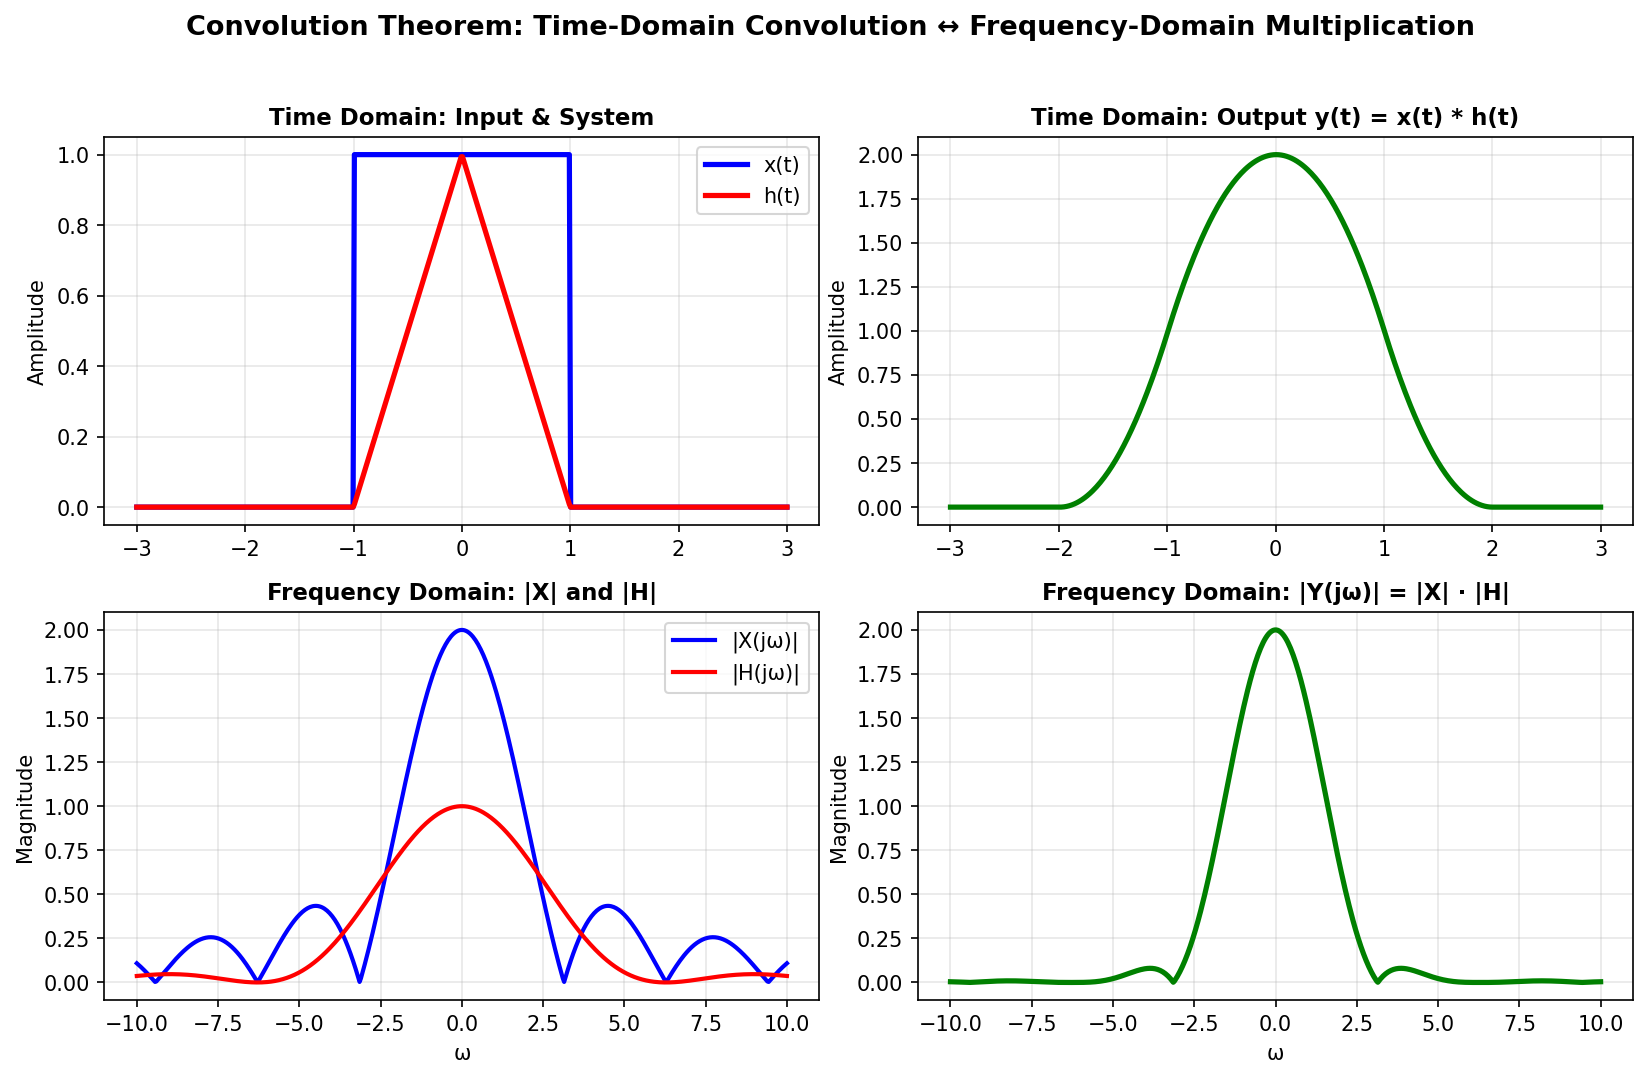 Convolution Theorem: Time-Domain Convolution ↔ Frequency-Domain Multiplication
Time Domain: Input & System
Amplitude
1.0
0.8
0.6
0.4
0.2
0.0
x(t)
h(t)
−3 −2 −1 0 1 2 3
Time Domain: Output y(t) = x(t) * h(t)
Amplitude
2.00
1.75
1.50
1.25
1.00
0.75
0.50
0.25
0.00
−3 −2 −1 0 1 2 3
Frequency Domain: |X| and |H|
Magnitude
2.00
1.75
1.50
1.25
1.00
0.75
0.50
0.25
0.00
|X(jω)|
|H(jω)|
−10.0 −7.5 −5.0 −2.5 0.0 2.5 5.0 7.5 10.0
ω
Frequency Domain: |Y(jω)| = |X| · |H|
Magnitude
2.00
1.75
1.50
1.25
1.00
0.75
0.50
0.25
0.00
−10.0 −7.5 −5.0 −2.5 0.0 2.5 5.0 7.5 10.0
ω